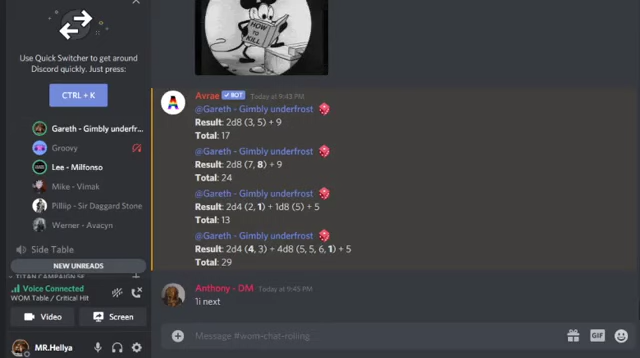 Use Quick Switcher to get around
Discord quickly. Just press:
CTRL + K
Gareth - Gimbly underfr...
Groovy
Lee - Milfonso
Mike - Vimak
Pilliip - Sir Daggard Stone
Werner - Avacyn
Side Table
NEW UNREADS
Voice Connected
WOM Table / Critical Hit
Video
Screen
MR.Hellya
HOW TO KILL
Avrae BOT Today at 9:43 PM
@Gareth - Gimbly underfrost
Result: 2d8 (3, 5) + 9
Total: 17
@Gareth - Gimbly underfrost
Result: 2d8 (7, 8) + 9
Total: 24
@Gareth - Gimbly underfrost
Result: 2d4 (2, 1) + 1d8 (5) + 5
Total: 13
@Gareth - Gimbly underfrost
Result: 2d4 (4, 3) + 4d8 (5, 5, 6, 1) + 5
Total: 29
Anthony - DM Today at 9:45 PM
1i next
Message #wom-chat-rolling
GIF